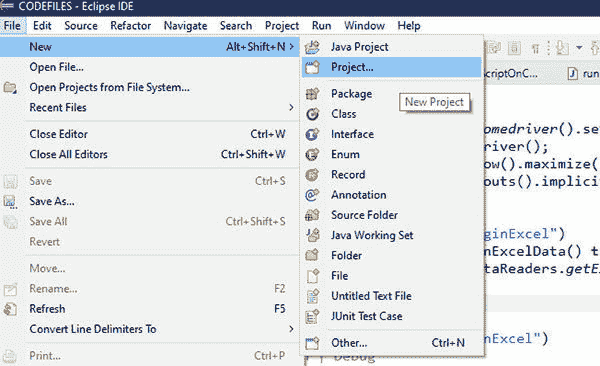 CODEFILES - Eclipse IDE
File Edit Source Refactor Navigate Search Project Run Window Help
New Alt+Shift+N >
Open File...
Open Projects from File System...
Recent Files >
Close Editor Ctrl+W
Close All Editors Ctrl+Shift+W
Save Ctrl+S
Save As...
Save All Ctrl+Shift+S
Revert
Move...
Rename... F2
Refresh F5
Convert Line Delimiters To >
Print... Ctrl+P
Java Project
Project...
Package
Class
Interface
Enum
Record
Annotation
Source Folder
Java Working Set
Folder
File
Untitled Text File
JUnit Test Case
Other... Ctrl+N
New Project
criptOnC... run
omedriver().se
river();
ow().maximize(
outs().implici
ginExcel")
nExcelData() t
taReaders.getE
ginExcel")
Debug